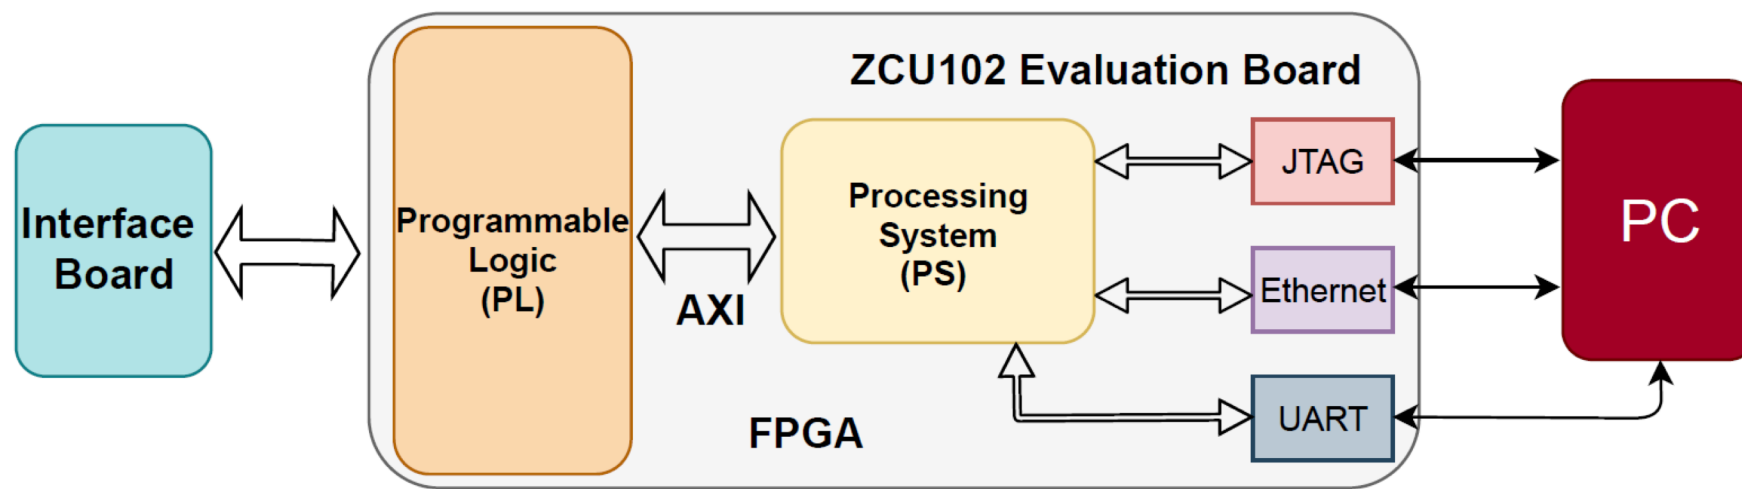 ZCU102 Evaluation Board
Interface
Board
Programmable
Logic
(PL)
AXI
Processing
System
(PS)
JTAG
Ethernet
UART
PC
FPGA